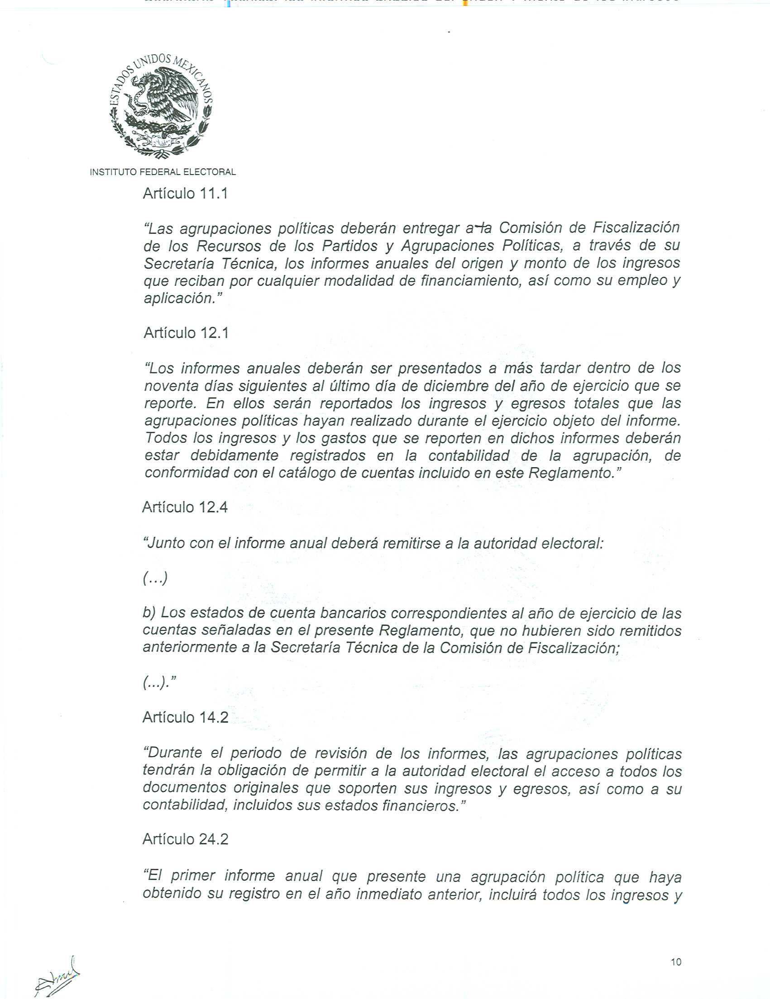 ESTADOS UNIDOS MEXICANOS
INSTITUTO FEDERAL ELECTORAL
Artículo 11.1
“Las agrupaciones políticas deberán entregar a la Comisión de Fiscalización
de los Recursos de los Partidos y Agrupaciones Políticas, a través de su
Secretaría Técnica, los informes anuales del origen y monto de los ingresos
que reciban por cualquier modalidad de financiamiento, así como su empleo y
aplicación.”
Artículo 12.1
“Los informes anuales deberán ser presentados a más tardar dentro de los
noventa días siguientes al último día de diciembre del año de ejercicio que se
reporte. En ellos serán reportados los ingresos y egresos totales que las
agrupaciones políticas hayan realizado durante el ejercicio objeto del informe.
Todos los ingresos y los gastos que se reporten en dichos informes deberán
estar debidamente registrados en la contabilidad de la agrupación, de
conformidad con el catálogo de cuentas incluido en este Reglamento.”
Artículo 12.4
“Junto con el informe anual deberá remitirse a la autoridad electoral:
(...)
b) Los estados de cuenta bancarios correspondientes al año de ejercicio de las
cuentas señaladas en el presente Reglamento, que no hubieren sido remitidos
anteriormente a la Secretaría Técnica de la Comisión de Fiscalización;
(...).”
Artículo 14.2
“Durante el periodo de revisión de los informes, las agrupaciones políticas
tendrán la obligación de permitir a la autoridad electoral el acceso a todos los
documentos originales que soporten sus ingresos y egresos, así como a su
contabilidad, incluidos sus estados financieros.”
Artículo 24.2
“El primer informe anual que presente una agrupación política que haya
obtenido su registro en el año inmediato anterior, incluirá todos los ingresos y
10